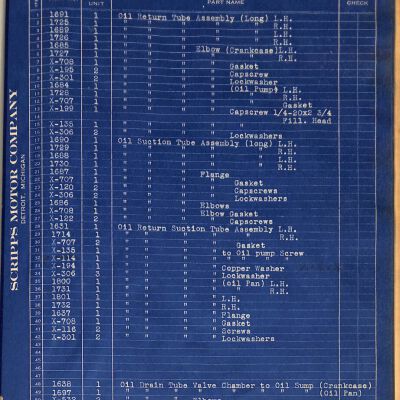 UNIT PART NAME CHECK
1691 1 Oil Return Tube Assembly (Long) L.H.
1725 1 " " " " " R.H.
1689 1 " " " " " L.H.
1726 1 " " " " " R.H.
1685 1 " " " Elbow (Crankcase)L.H.
1727 1 " " " " " R.H.
X-708 1 " " " Gasket
X-195 2 " " " Capscrew
X-301 2 " " " Lockwasher
1684 1 " " " (Oil Pump) L.H.
1728 1 " " " " R.H.
X-707 1 " " " Gasket
X-199 1 " " " Capscrew 1/4-20x2 3/4
Fill. Head
X-135 1 " " "
X-306 2 " " " Lockwashers
1690 1 Oil Suction Tube Assembly (long) L.H.
1729 1 " " " " " R.H.
1688 1 " " " " " L.H.
1730 1 " " " " " R.H.
1687 1 " " " Flange
X-707 1 " " " " Gasket
X-120 2 " " " " Capscrews
X-306 2 " " " " Lockwashers
1686 1 " " " Elbows
X-708 1 " " " Elbow Gasket
X-122 2 " " " Capscrews
1631 1 Oil Return Suction Tube Assembly L.H.
1714 1 " " " " " R.H.
X-707 2 " " " " Gasket
X-135 1 " " " " to Oil pump Screw
X-114 1 " " " " " "
X-194 1 " " " " Copper Washer
X-306 3 " " " " Lockwasher
1800 1 " " " " (oil Pan) L.H.
1731 1 " " " " " R.H.
1801 1 " " " " L.H.
1732 1 " " " " R.H.
1637 1 " " " " Flange
X-708 1 " " " " Gasket
X-116 2 " " " " Screws
X-301 2 " " " " Lockwashers
1638 1 Oil Drain Tube Valve Chamber to Oil Sump (Crankcase)
1697 1 " " " " " " " " (Oil Pan)
X-532 2 " " " Elbows
SCRIPPS MOTOR COMPANY
DETROIT, MICHIGAN